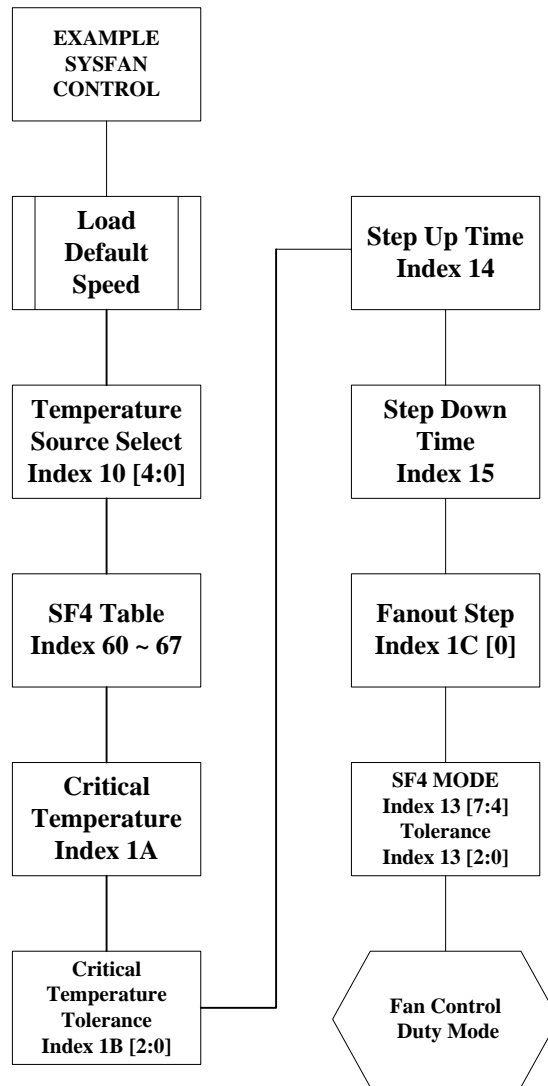 EXAMPLE
SYSFAN
CONTROL
Load
Default
Speed
Temperature
Source Select
Index 10 [4:0]
SF4 Table
Index 60 ~ 67
Critical
Temperature
Index 1A
Critical
Temperature
Tolerance
Index 1B [2:0]
Step Up Time
Index 14
Step Down
Time
Index 15
Fanout Step
Index 1C [0]
SF4 MODE
Index 13 [7:4]
Tolerance
Index 13 [2:0]
Fan Control
Duty Mode